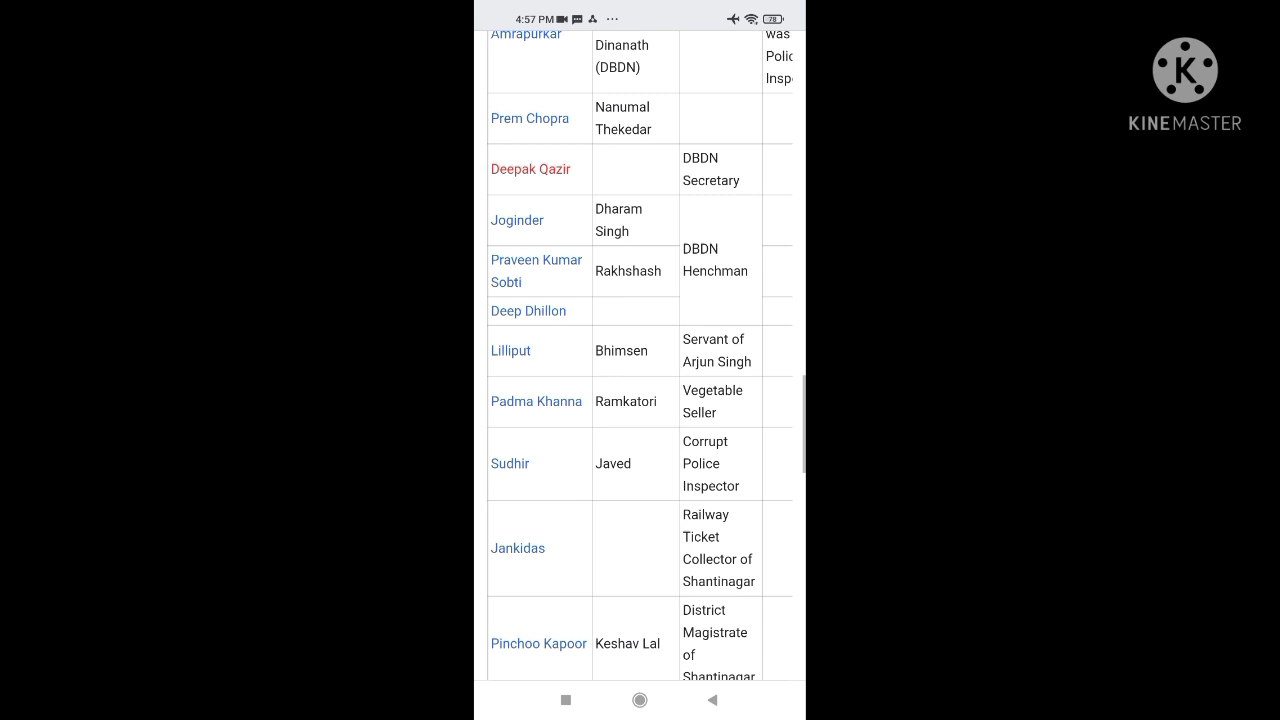 4:57 PM
78
K
KINEMASTER
Amrapurkar
Dinanath
(DBDN)
was
Polic
Insp
Prem Chopra
Nanumal
Thekedar
Deepak Qazir
DBDN
Secretary
Joginder
Dharam
Singh
DBDN
Henchman
Praveen Kumar
Sobti
Rakhshash
Deep Dhillon
Lilliput
Bhimsen
Servant of
Arjun Singh
Padma Khanna
Ramkatori
Vegetable
Seller
Sudhir
Javed
Corrupt
Police
Inspector
Jankidas
Railway
Ticket
Collector of
Shantinagar
Pinchoo Kapoor
Keshav Lal
District
Magistrate
of
Shantinagar